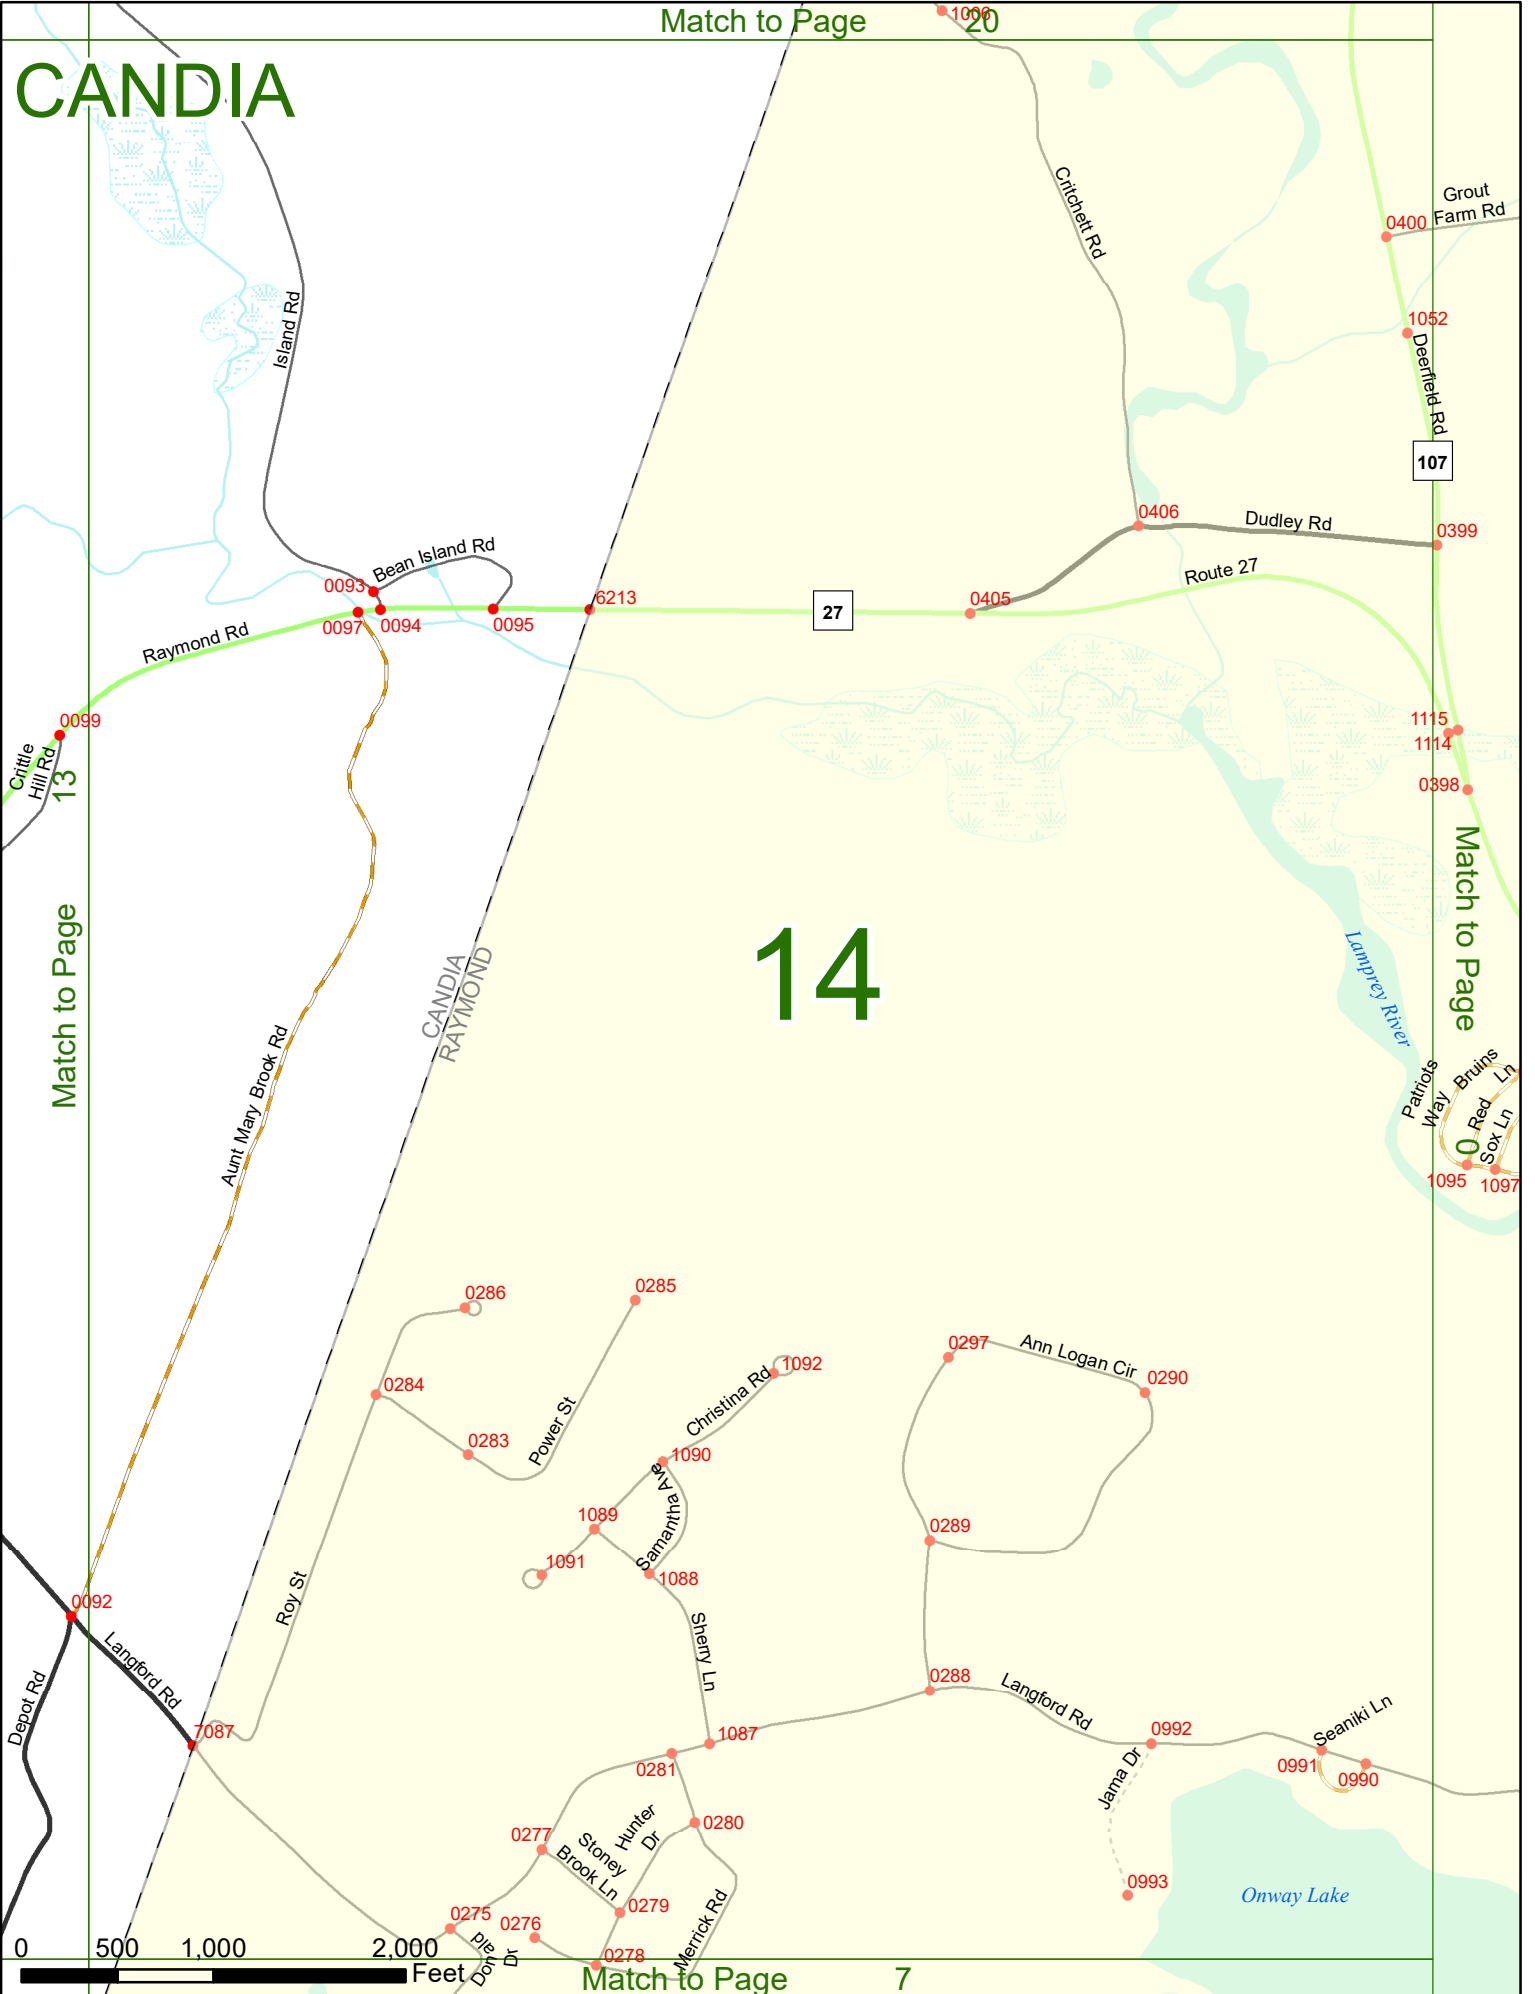 Match to Page 20
1006
CANDIA
Critchett Rd
Grout
Farm Rd
0400
Island Rd
1052
Deerfield Rd
107
0406
Dudley Rd
0399
Bean Island Rd
0093
Route 27
6213
27
0405
0097
0094
0095
Raymond Rd
0099
1115
1114
Crittle
Hill Rd
13
0398
Match to Page
Match to Page
0
14
CANDIA
RAYMOND
Lamprey River
Aunt Mary Brook Rd
Patriots
Way
Bruins
Ln
Red
Sox Ln
1095
1097
0286
0285
0297
Ann Logan Cir
0290
1092
0284
Christina Rd
Power St
0283
1090
Samantha Ave
1089
0289
1091
1088
Roy St
0092
Sherry Ln
Langford Rd
Depot Rd
0288
Langford Rd
7087
1087
0992
Seaniki Ln
0281
Jama Dr
0991
0990
Hunter
Dr
0280
0277
Stoney
Brook Ln
0993
Onway Lake
0279
Merrick Rd
0275
0276
Donald
Dr
0278
0 500 1,000 2,000
Feet
Match to Page 7